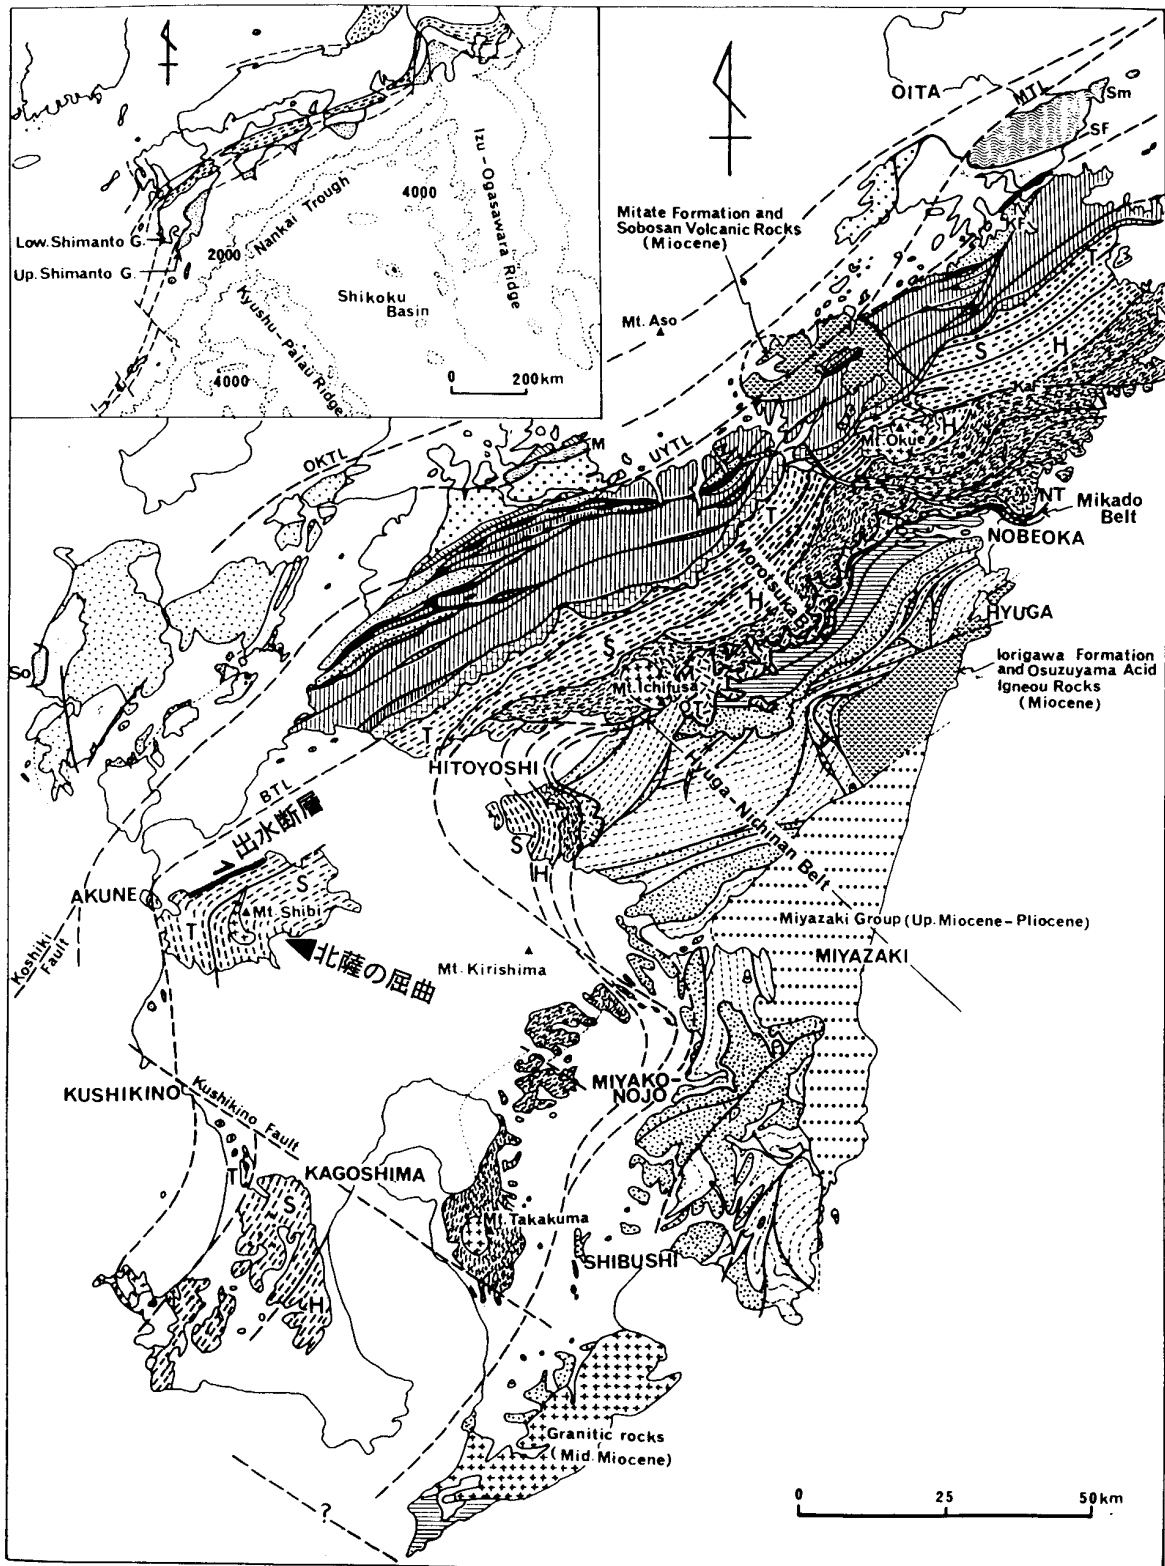 Low. Shimanto G.
Up. Shimanto G.
Nankai Trough
Izu-Ogasawara Ridge
4000
2000
Shikoku
Basin
Kyushu-Palau Ridge
4000
0 200km
OITA
MTL
Sm
SF
KF
Mitate Formation and
Sobosan Volcanic Rocks
(Miocene)
Mt. Aso
T
S
H
Kar
H
Mt. Okue
OKTL
M
UYTL
NT
Mikado
Belt
NOBEOKA
T
Morotsuka B.
H
HYUGA
S
Mt. Ichifusa
OT
Iorigawa Formation
and Osuzuyama Acid
Igneou Rocks
(Miocene)
So
T
HITOYOSHI
BTL
出水断層
Hyuga-Nichinan Belt
S
H
AKUNE
S
Mt. Shibi
T
Koshiki
Fault
北薩の屈曲
Mt. Kirishima
Miyazaki Group (Up. Miocene-Pliocene)
MIYAZAKI
KUSHIKINO
Kushikino Fault
MIYAKO-
NOJO
KAGOSHIMA
T
S
Mt. Takakuma
SHIBUSHI
H
Granitic rocks
(Mid. Miocene)
?
0 25 50km